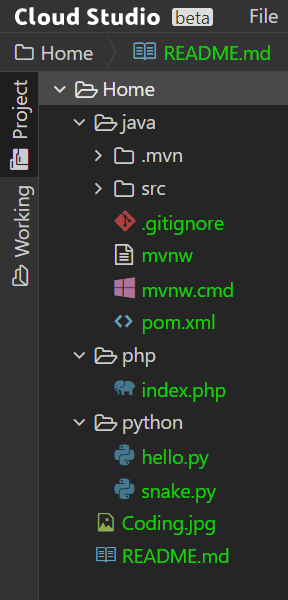 Cloud Studio beta File
Home README.md
Project
Working
Home
java
.mvn
src
.gitignore
mvnw
mvnw.cmd
pom.xml
php
index.php
python
hello.py
snake.py
Coding.jpg
README.md